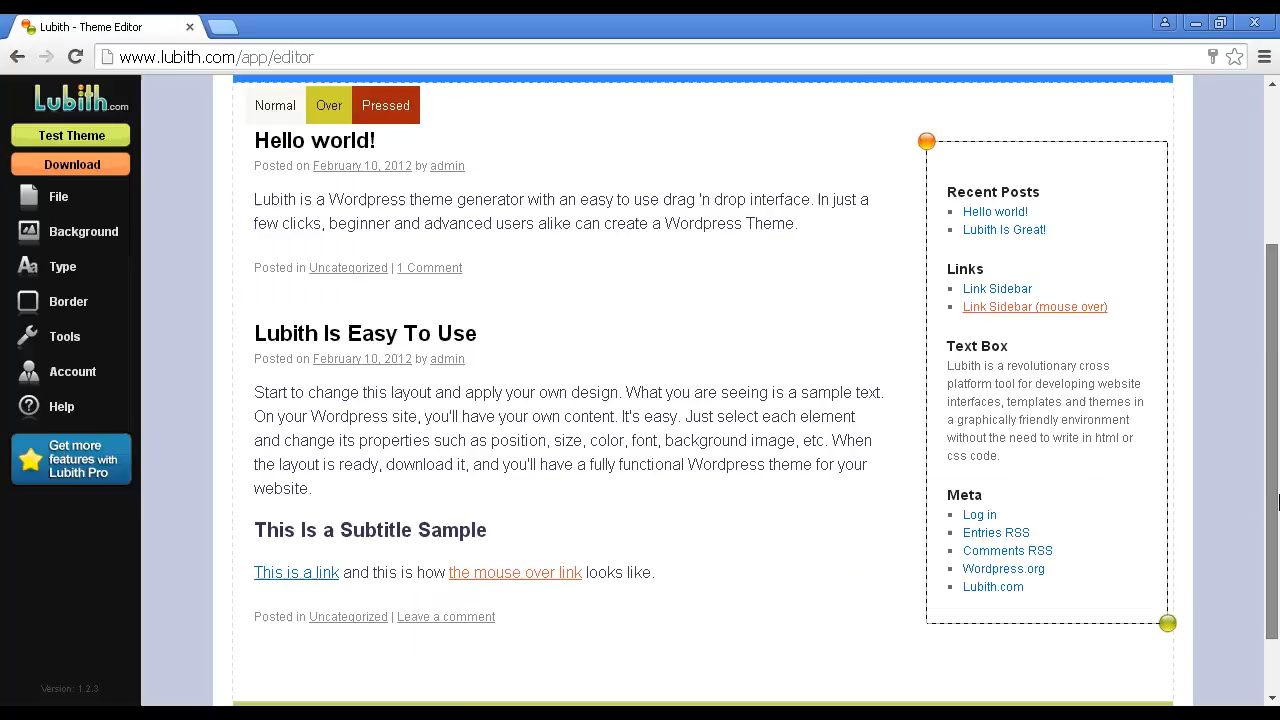 Lubith - Theme Editor
www.lubith.com/app/editor
Lubith.com
Test Theme
Download
File
Background
Type
Border
Tools
Account
Help
Get more
features with
Lubith Pro
Version: 1.2.3
Normal Over Pressed
Hello world!
Posted on February 10, 2012 by admin
Lubith is a Wordpress theme generator with an easy to use drag 'n drop interface. In just a
few clicks, beginner and advanced users alike can create a Wordpress Theme.
Posted in Uncategorized | 1 Comment
Lubith Is Easy To Use
Posted on February 10, 2012 by admin
Start to change this layout and apply your own design. What you are seeing is a sample text.
On your Wordpress site, you'll have your own content. It's easy. Just select each element
and change its properties such as position, size, color, font, background image, etc. When
the layout is ready, download it, and you'll have a fully functional Wordpress theme for your
website.
This Is a Subtitle Sample
This is a link and this is how the mouse over link looks like.
Posted in Uncategorized | Leave a comment
Recent Posts
Hello world!
Lubith Is Great!
Links
Link Sidebar
Link Sidebar (mouse over)
Text Box
Lubith is a revolutionary cross
platform tool for developing website
interfaces, templates and themes in
a graphically friendly environment
without the need to write in html or
css code.
Meta
Log in
Entries RSS
Comments RSS
Wordpress.org
Lubith.com